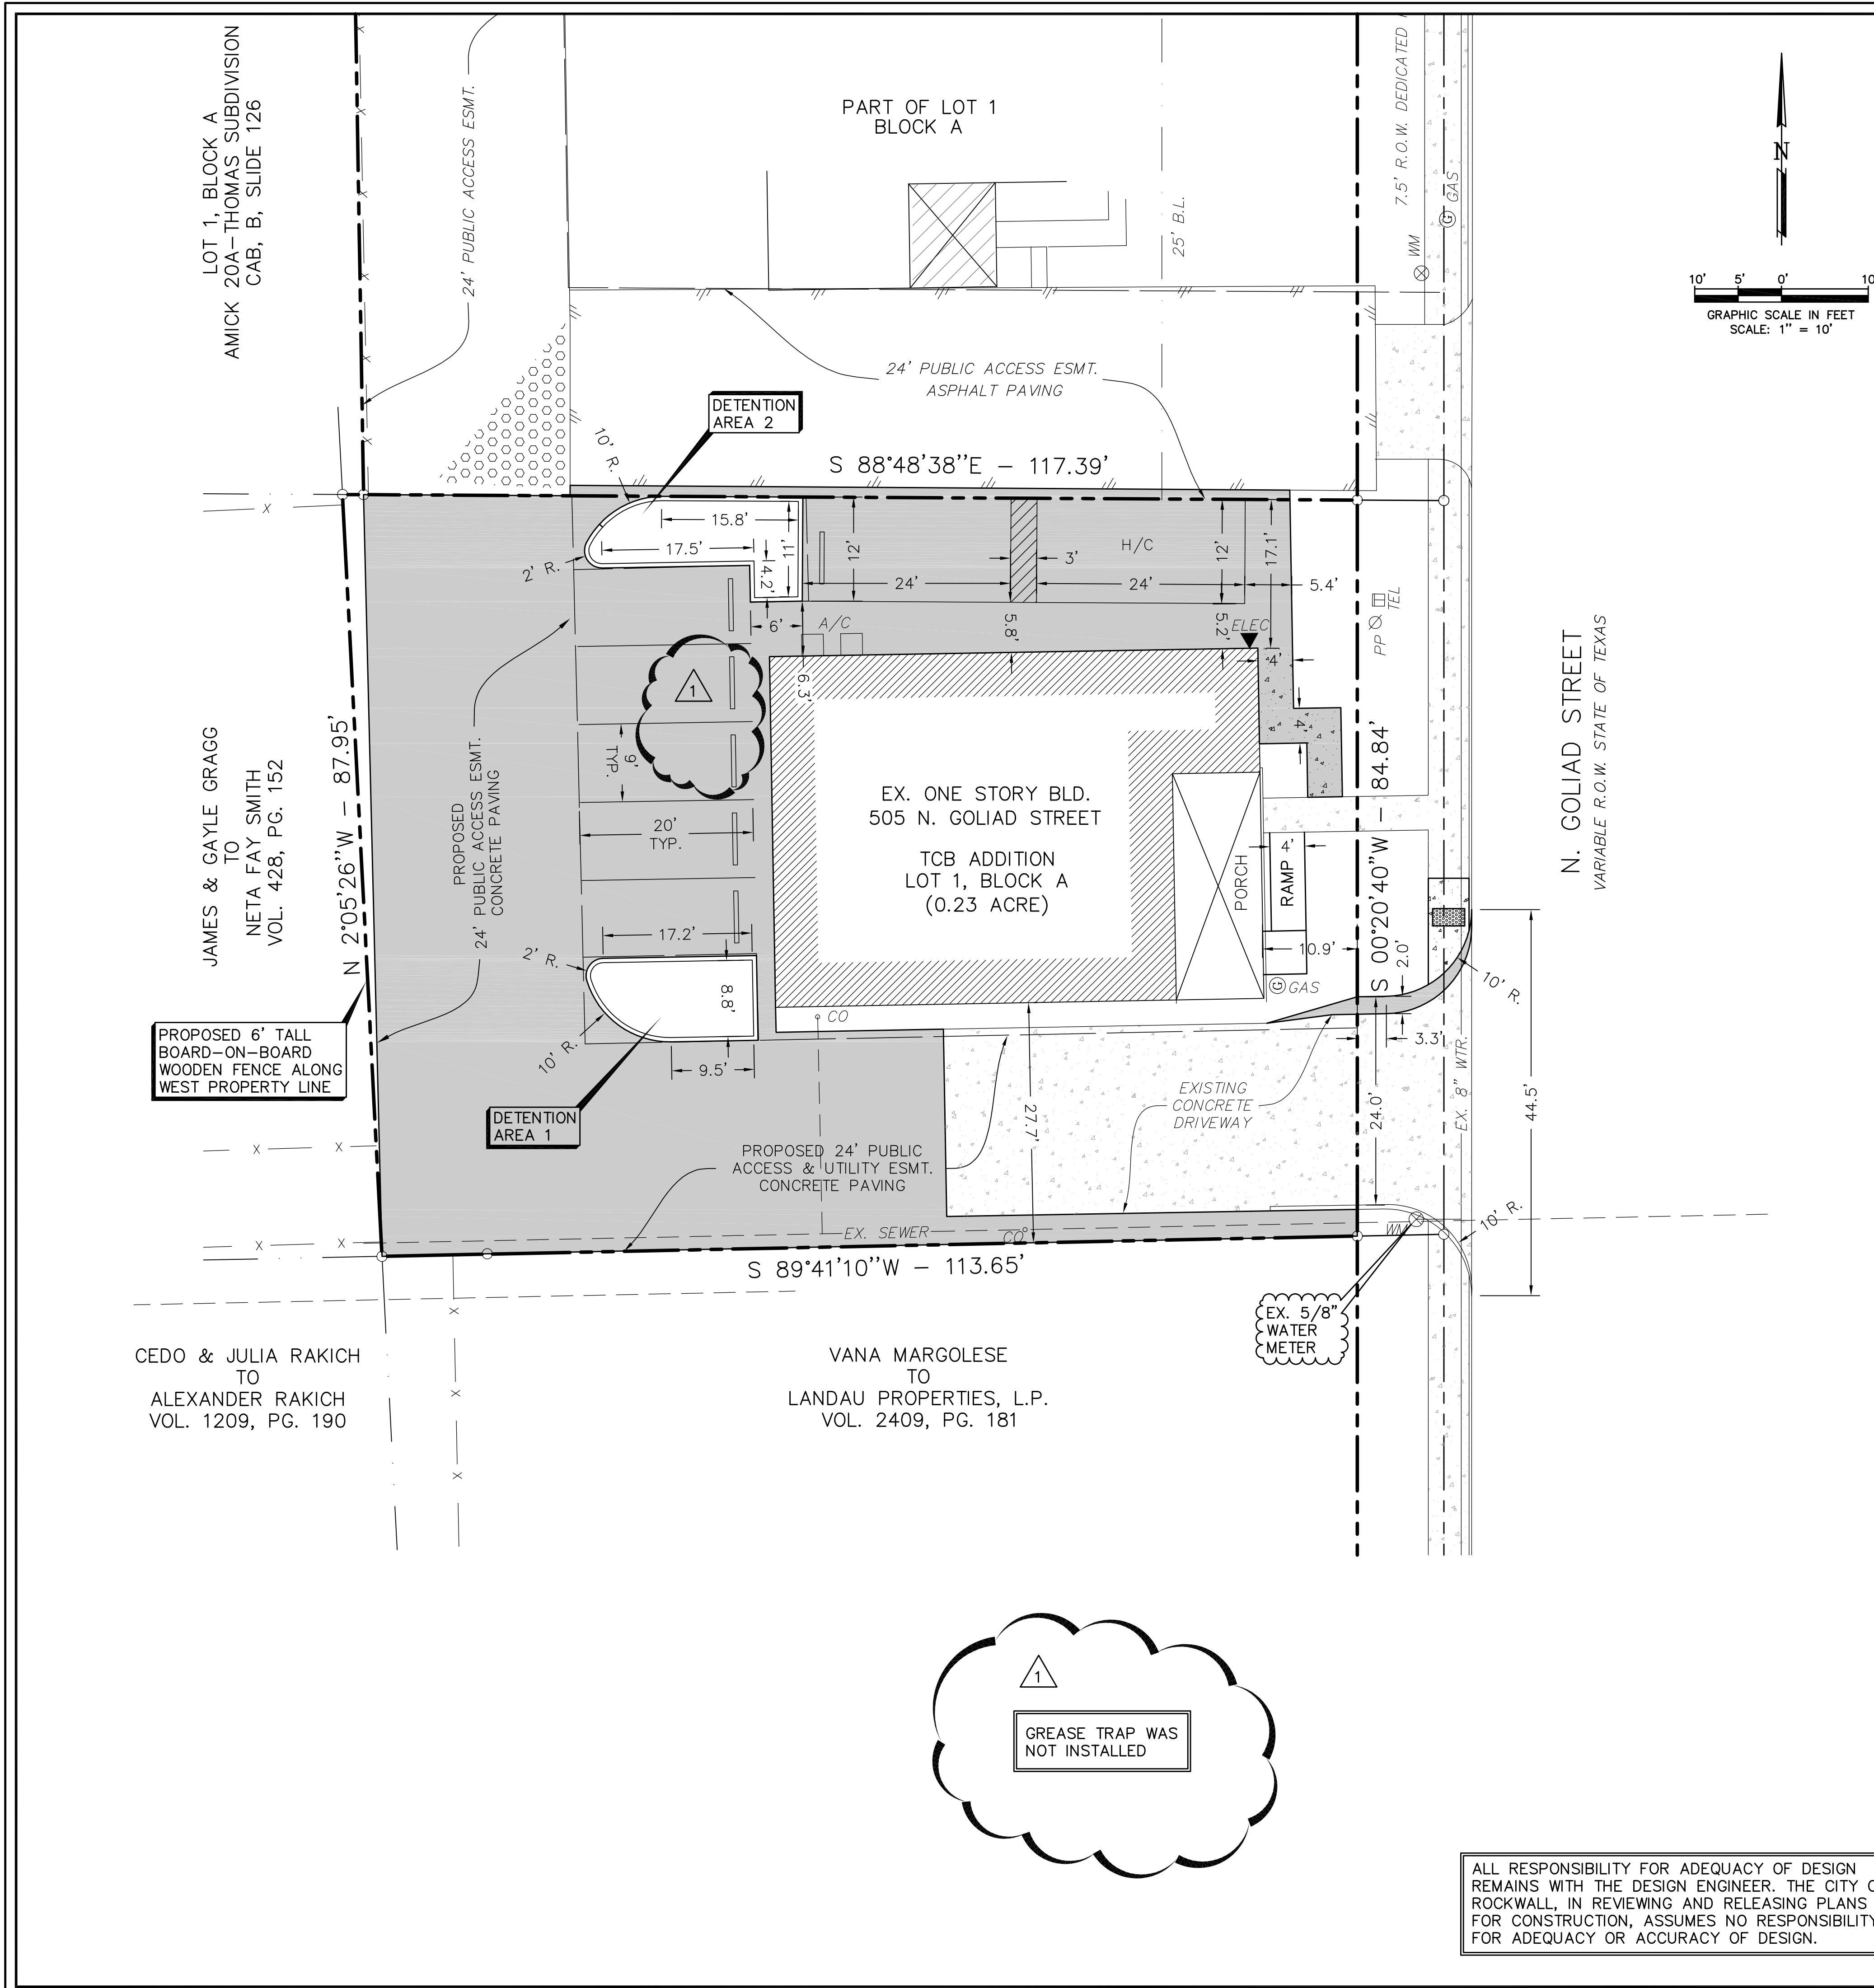 LOT 1, BLOCK A
AMICK 20A-THOMAS SUBDIVISION
CAB, B, SLIDE 126
24' PUBLIC ACCESS ESMT.
PART OF LOT 1
BLOCK A
25' B.L.
7.5' R.O.W. DEDICATED
WM
G GAS
N
10' 5' 0' 10
GRAPHIC SCALE IN FEET
SCALE: 1" = 10'
24' PUBLIC ACCESS ESMT.
ASPHALT PAVING
DETENTION
AREA 2
10' R.
S 88°48'38"E - 117.39'
15.8'
17.5'
11'
4.2'
2' R.
6'
12'
24'
3'
H/C
24'
12'
17.1'
5.4'
A/C
5.8'
5.2'
ELEC
4'
4'
6.3'
PP
TEL
1
9'
TYP.
20'
TYP.
N. GOLIAD STREET
VARIABLE R.O.W. STATE OF TEXAS
JAMES & GAYLE GRAGG
TO
NETA FAY SMITH
VOL. 428, PG. 152
N 2°05'26"W - 87.95'
PROPOSED
24' PUBLIC ACCESS ESMT.
CONCRETE PAVING
EX. ONE STORY BLD.
505 N. GOLIAD STREET
TCB ADDITION
LOT 1, BLOCK A
(0.23 ACRE)
PORCH
4'
RAMP
S 00°20'40"W - 84.84'
10.9'
2.0'
10' R.
G GAS
3.3'
17.2'
2' R.
8.8'
10' R.
9.5'
CO
PROPOSED 6' TALL
BOARD-ON-BOARD
WOODEN FENCE ALONG
WEST PROPERTY LINE
DETENTION
AREA 1
27.7'
EXISTING
CONCRETE
DRIVEWAY
24.0'
EX. 8" WTR.
44.5'
PROPOSED 24' PUBLIC
ACCESS & UTILITY ESMT.
CONCRETE PAVING
EX. SEWER
CO
WM
10' R.
S 89°41'10"W - 113.65'
EX. 5/8"
WATER
METER
CEDO & JULIA RAKICH
TO
ALEXANDER RAKICH
VOL. 1209, PG. 190
VANA MARGOLESE
TO
LANDAU PROPERTIES, L.P.
VOL. 2409, PG. 181
1
GREASE TRAP WAS
NOT INSTALLED
ALL RESPONSIBILITY FOR ADEQUACY OF DESIGN
REMAINS WITH THE DESIGN ENGINEER. THE CITY
ROCKWALL, IN REVIEWING AND RELEASING PLANS
FOR CONSTRUCTION, ASSUMES NO RESPONSIBILITY
FOR ADEQUACY OR ACCURACY OF DESIGN.